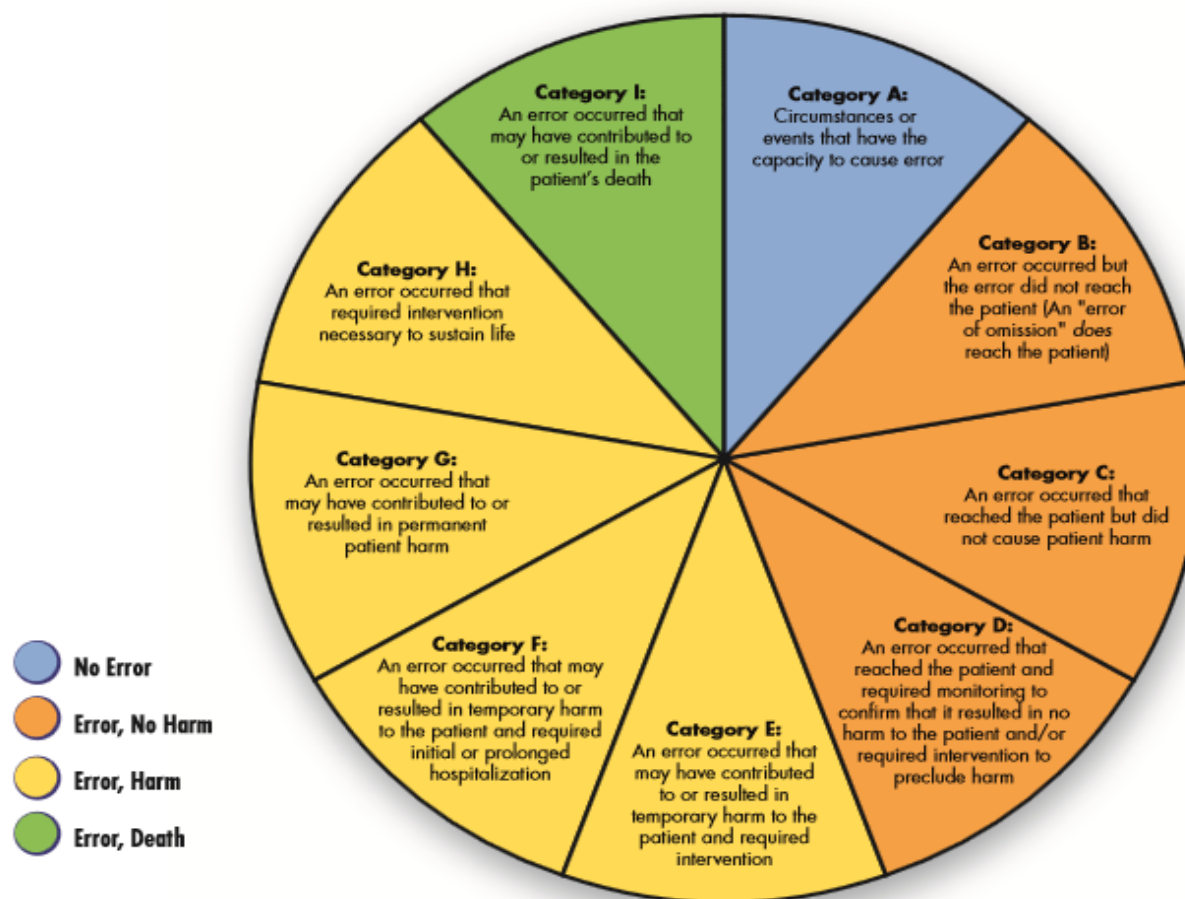 Category I:
An error occurred that
may have contributed to
or resulted in the
patient's death
Category A:
Circumstances or
events that have the
capacity to cause error
Category B:
An error occurred but
the error did not reach
the patient (An "error
of omission" does
reach the patient)
Category H:
An error occurred that
required intervention
necessary to sustain life
Category G:
An error occurred that
may have contributed to or
resulted in permanent
patient harm
Category C:
An error occurred that
reached the patient but did
not cause patient harm
Category D:
An error occurred that
reached the patient and
required monitoring to
confirm that it resulted in no
harm to the patient and/or
required intervention to
preclude harm
Category F:
An error occurred that may
have contributed to or
resulted in temporary harm
to the patient and required
initial or prolonged
hospitalization
Category E:
An error occurred that
may have contributed
to or resulted in
temporary harm to the
patient and required
intervention
No Error
Error, No Harm
Error, Harm
Error, Death